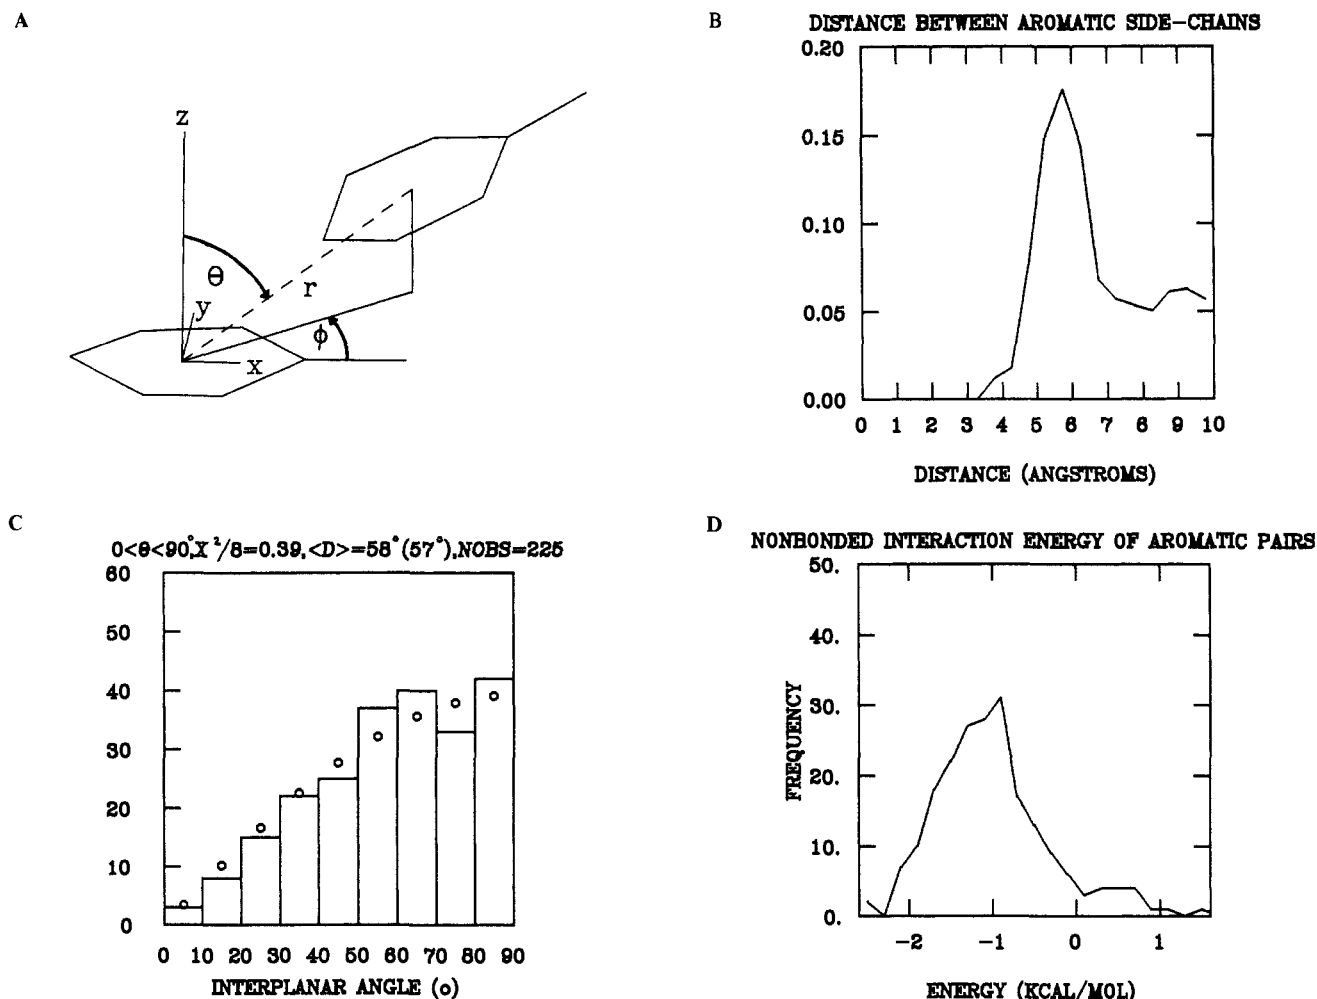 A
z
θ
r
y
x
ϕ
B
DISTANCE BETWEEN AROMATIC SIDE-CHAINS
0.20
0.15
0.10
0.05
0.00
0 1 2 3 4 5 6 7 8 9 10
DISTANCE (ANGSTROMS)
C
0<θ<90°,X²/8=0.39,<D>=58°(57°),NOBS=225
60
50
40
30
20
10
0
0 10 20 30 40 50 60 70 80 90
INTERPLANAR ANGLE (o)
D
NONBONDED INTERACTION ENERGY OF AROMATIC PAIRS
50.
40.
30.
20.
10.
0.
FREQUENCY
-2 -1 0 1
ENERGY (KCAL/MOL)